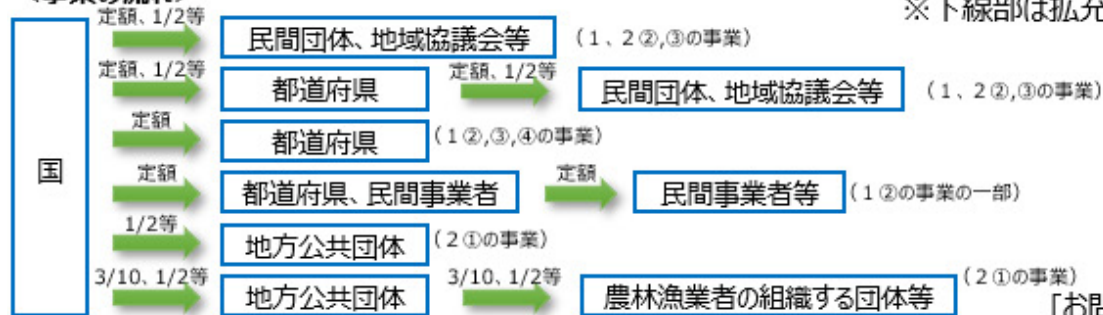 ※下線部は拡充
定額、1/2等
民間団体、地域協議会等 （１、２②,③の事業）
定額、1/2等 定額、1/2等
都道府県 民間団体、地域協議会等 （１、２②,③の事業）
定額
都道府県 （１②,③,④の事業）
国
定額 定額
都道府県、民間事業者 民間事業者等 （１②の事業の一部）
1/2等
地方公共団体 （２①の事業）
3/10、1/2等 3/10、1/2等
地方公共団体 農林漁業者の組織する団体等 （２①の事業）
［お問